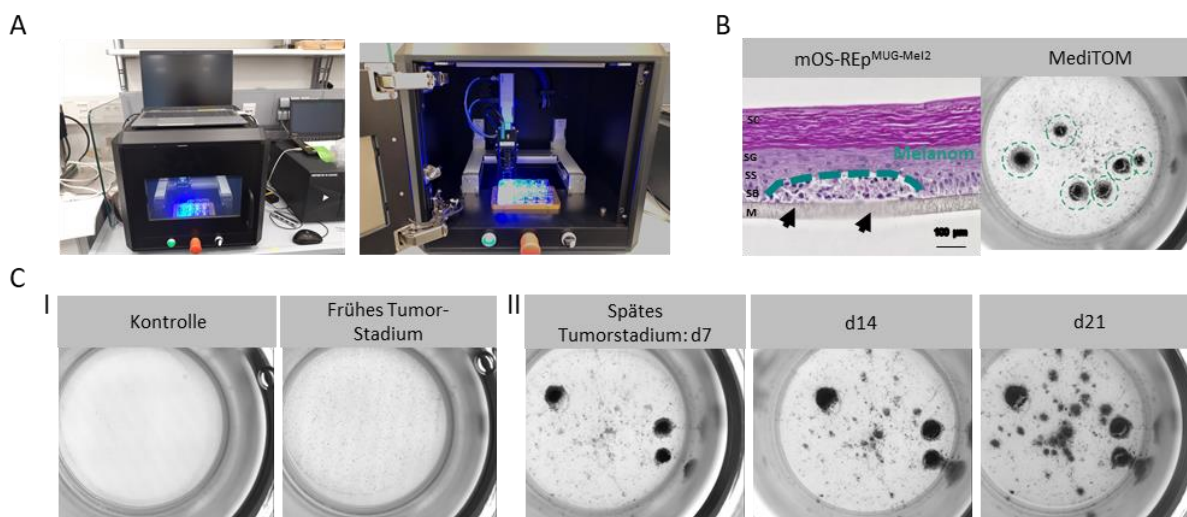 A
B
mOS-REp^MUG-Mel2
MediTOM
SC
SG
Melanom
SS
SB
M
100 µm
C
I
Kontrolle
Frühes Tumor-
Stadium
II
Spätes
Tumorstadium: d7
d14
d21